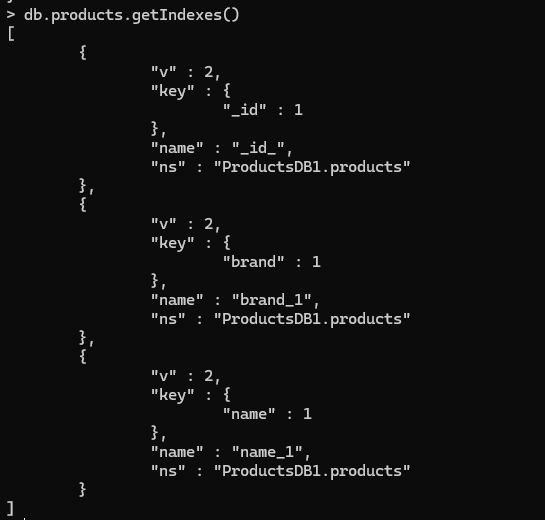 > db.products.getIndexes()
[
        {
                "v" : 2,
                "key" : {
                        "_id" : 1
                },
                "name" : "_id_",
                "ns" : "ProductsDB1.products"
        },
        {
                "v" : 2,
                "key" : {
                        "brand" : 1
                },
                "name" : "brand_1",
                "ns" : "ProductsDB1.products"
        },
        {
                "v" : 2,
                "key" : {
                        "name" : 1
                },
                "name" : "name_1",
                "ns" : "ProductsDB1.products"
        }
]